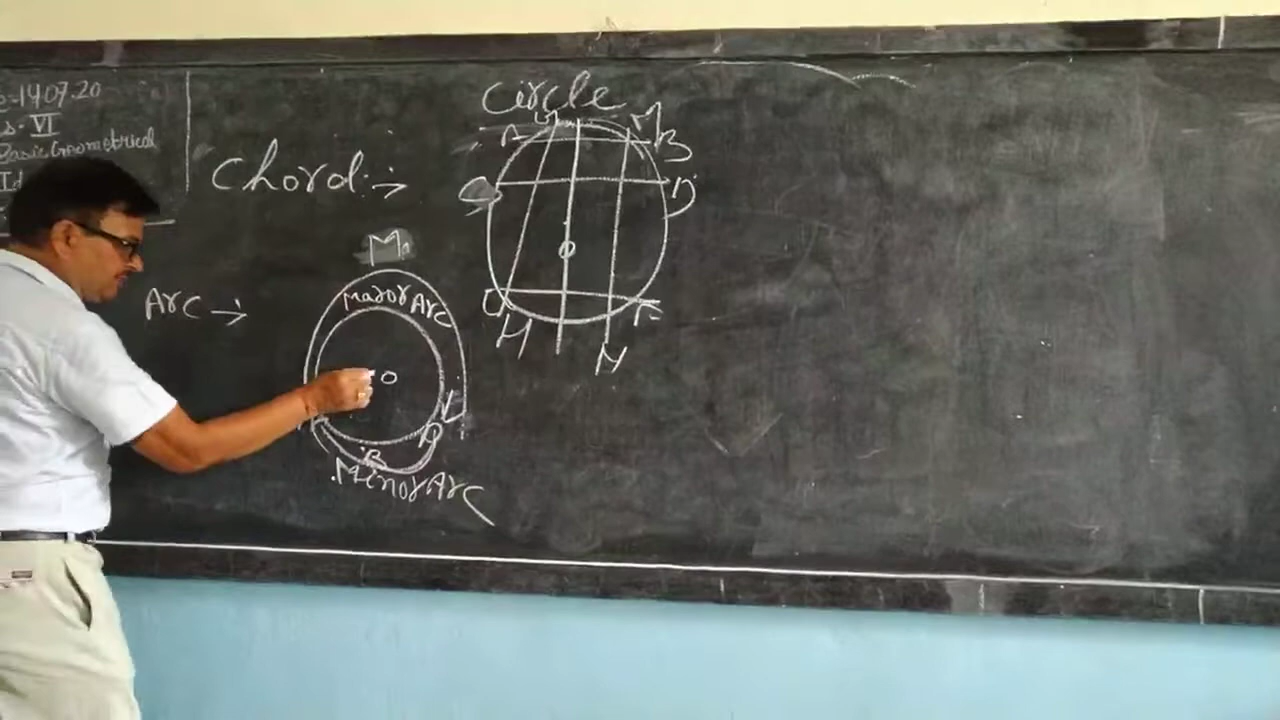 14.07.20
VI
Basic Geometrical
Circle
Chord :→
A
B
D
O
M
N
Arc →
Major Arc
O
B
Minor Arc